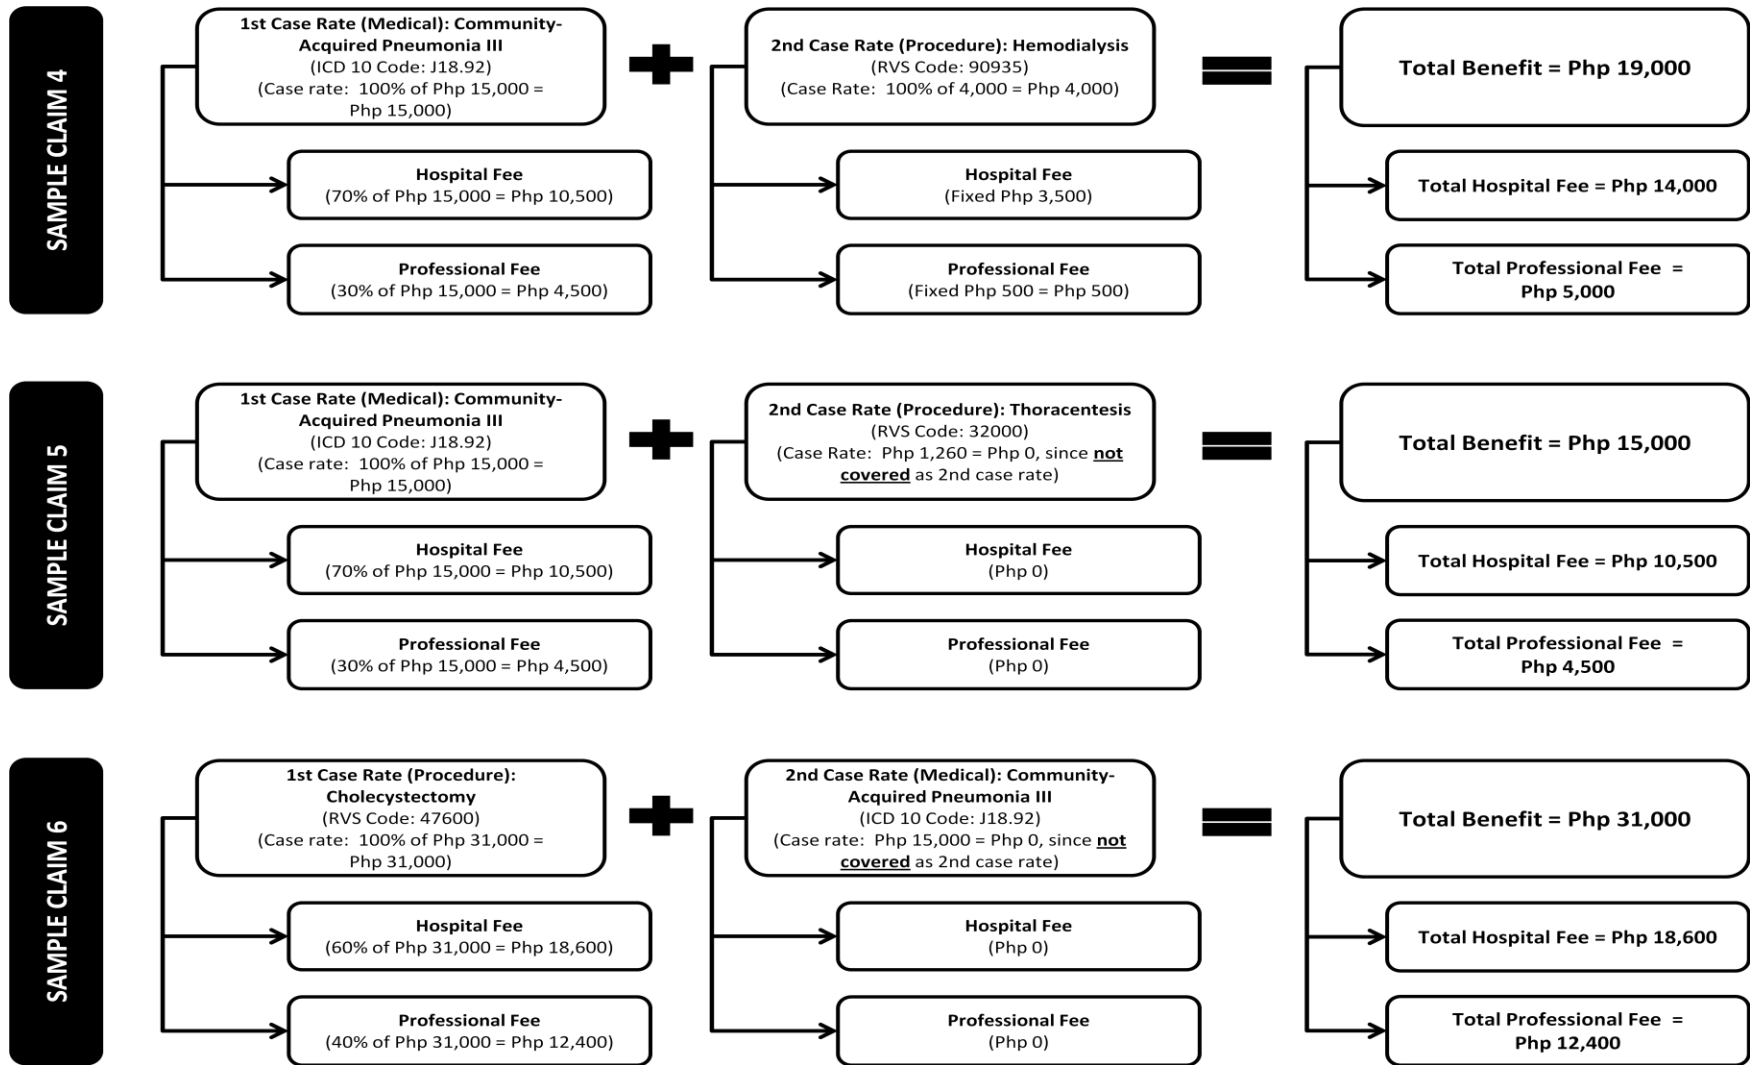 SAMPLE CLAIM 4
1st Case Rate (Medical): Community-
Acquired Pneumonia III
(ICD 10 Code: J18.92)
(Case rate:  100% of Php 15,000 =
Php 15,000)
Hospital Fee
(70% of Php 15,000 = Php 10,500)
Professional Fee
(30% of Php 15,000 = Php 4,500)
2nd Case Rate (Procedure): Hemodialysis
(RVS Code: 90935)
(Case Rate:  100% of 4,000 = Php 4,000)
Hospital Fee
(Fixed Php 3,500)
Professional Fee
(Fixed Php 500 = Php 500)
Total Benefit = Php 19,000
Total Hospital Fee = Php 14,000
Total Professional Fee  =
Php 5,000
SAMPLE CLAIM 5
1st Case Rate (Medical): Community-
Acquired Pneumonia III
(ICD 10 Code: J18.92)
(Case rate:  100% of Php 15,000 =
Php 15,000)
Hospital Fee
(70% of Php 15,000 = Php 10,500)
Professional Fee
(30% of Php 15,000 = Php 4,500)
2nd Case Rate (Procedure): Thoracentesis
(RVS Code: 32000)
(Case Rate:  Php 1,260 = Php 0, since not
covered as 2nd case rate)
Hospital Fee
(Php 0)
Professional Fee
(Php 0)
Total Benefit = Php 15,000
Total Hospital Fee = Php 10,500
Total Professional Fee  =
Php 4,500
SAMPLE CLAIM 6
1st Case Rate (Procedure):
Cholecystectomy
(RVS Code: 47600)
(Case rate:  100% of Php 31,000 =
Php 31,000)
Hospital Fee
(60% of Php 31,000 = Php 18,600)
Professional Fee
(40% of Php 31,000 = Php 12,400)
2nd Case Rate (Medical): Community-
Acquired Pneumonia III
(ICD 10 Code: J18.92)
(Case rate:  Php 15,000 = Php 0, since not
covered as 2nd case rate)
Hospital Fee
(Php 0)
Professional Fee
(Php 0)
Total Benefit = Php 31,000
Total Hospital Fee = Php 18,600
Total Professional Fee  =
Php 12,400